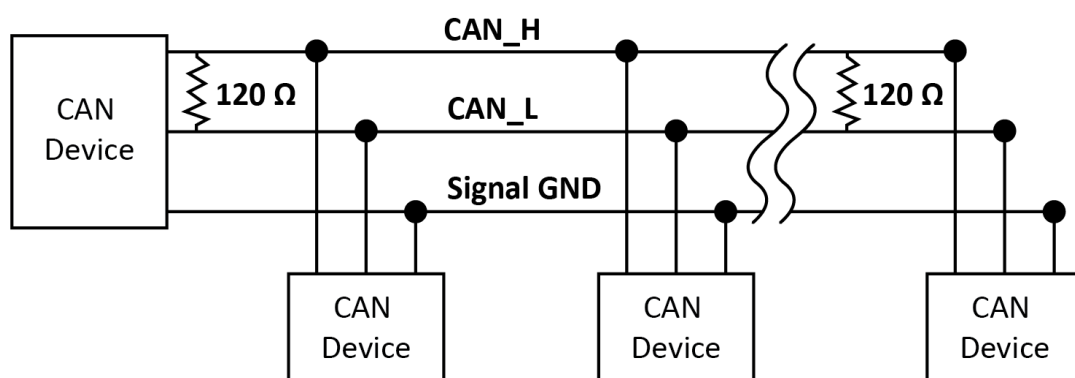 CAN_H
120 Ω
120 Ω
CAN
Device
CAN_L
Signal GND
CAN
Device
CAN
Device
CAN
Device